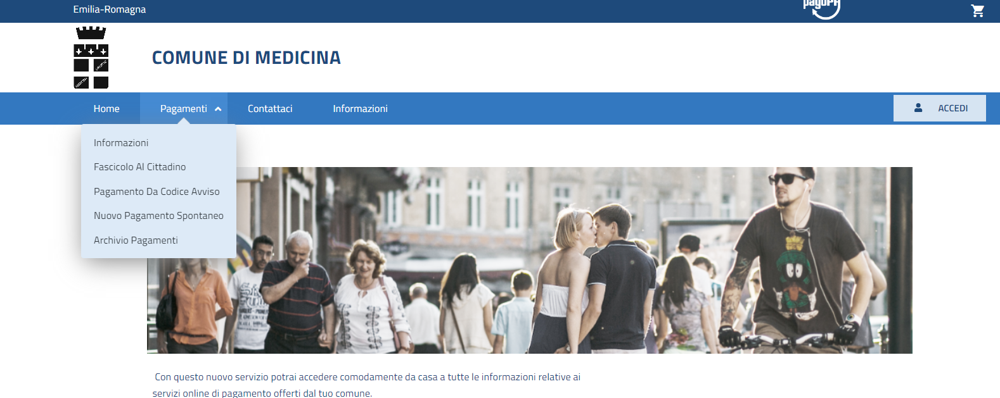 Emilia-Romagna
pagoPA
COMUNE DI MEDICINA
Home
Pagamenti
Contattaci
Informazioni
ACCEDI
Informazioni
Fascicolo Al Cittadino
Pagamento Da Codice Avviso
Nuovo Pagamento Spontaneo
Archivio Pagamenti
Con questo nuovo servizio potrai accedere comodamente da casa a tutte le informazioni relative ai
servizi online di pagamento offerti dal tuo comune.